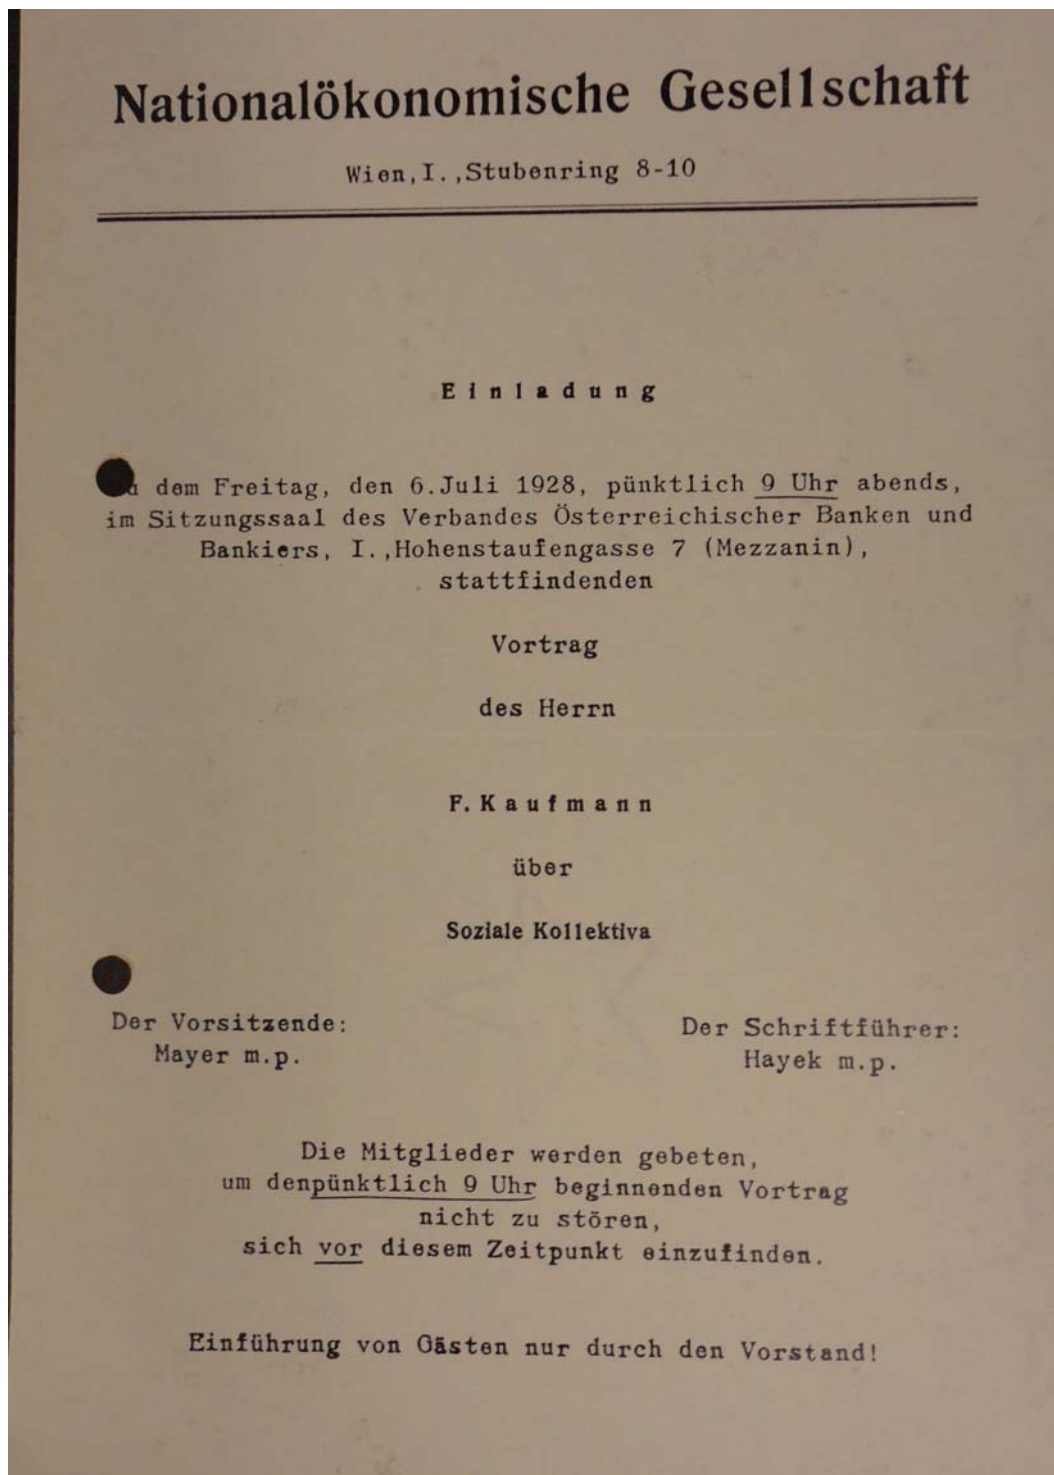 Nationalökonomische Gesellschaft
Wien,I.,Stubenring 8-10
Einladung
dem Freitag, den 6.Juli 1928, pünktlich 9 Uhr abends,
im Sitzungssaal des Verbandes Österreichischer Banken und
Bankiers, I.,Hohenstaufengasse 7 (Mezzanin),
stattfindenden
Vortrag
des Herrn
F. Kaufmann
über
Soziale Kollektiva
Der Vorsitzende:
Mayer m.p.
Der Schriftführer:
Hayek m.p.
Die Mitglieder werden gebeten,
um denpünktlich 9 Uhr beginnenden Vortrag
nicht zu stören,
sich vor diesem Zeitpunkt einzufinden.
Einführung von Gästen nur durch den Vorstand!